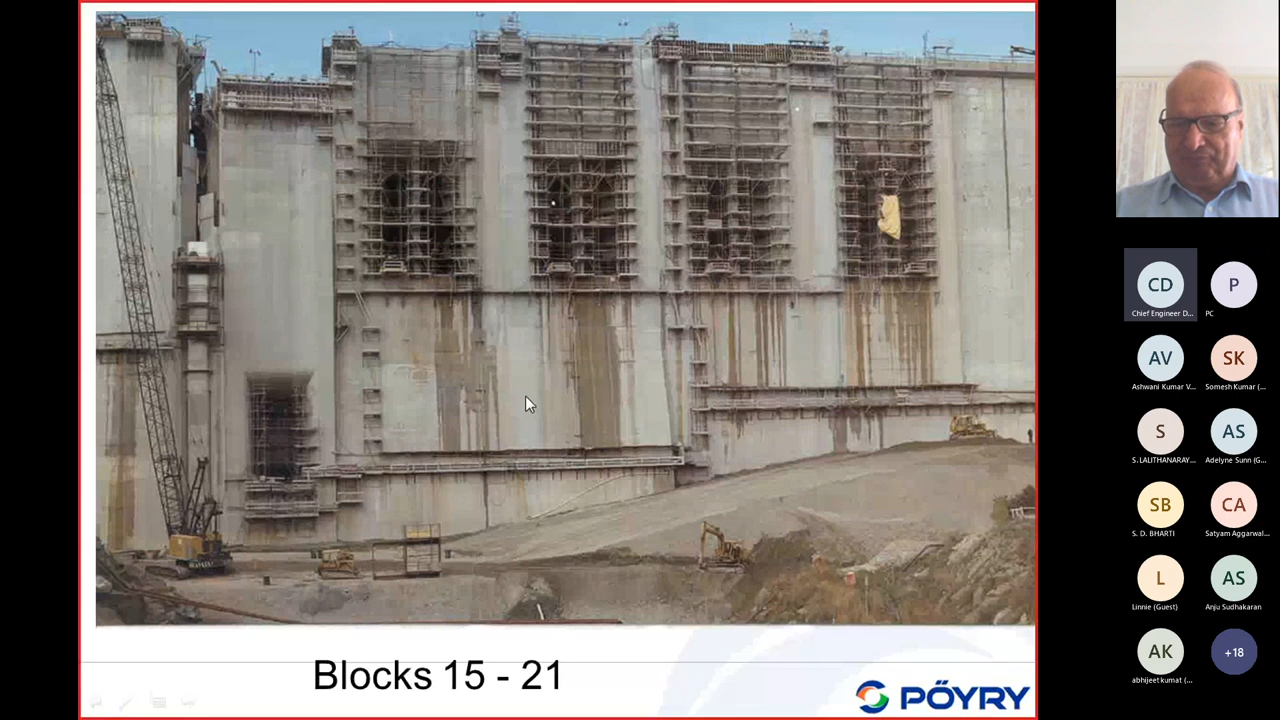 Blocks 15 - 21
PÖYRY
CD
Chief Engineer D...
P
PC
AV
Ashwani Kumar V...
SK
Somesh Kumar (...
S
S. LALITHANARAY...
AS
Adelyne Sunn (G...
SB
S. D. BHARTI
CA
Satyam Aggarwal...
L
Linnie (Guest)
AS
Anju Sudhakaran
AK
abhijeet kumat (...
+18